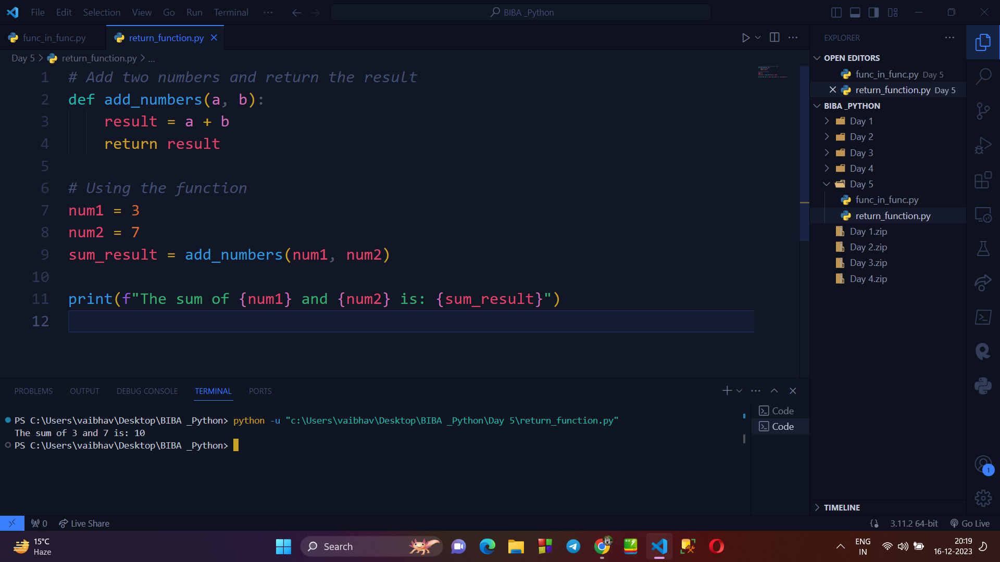 File Edit Selection View Go Run Terminal ··· BIBA _Python
func_in_func.py return_function.py
Day 5 > return_function.py > ...
1 # Add two numbers and return the result
2 def add_numbers(a, b):
3 result = a + b
4 return result
5
6 # Using the function
7 num1 = 3
8 num2 = 7
9 sum_result = add_numbers(num1, num2)
10
11 print(f"The sum of {num1} and {num2} is: {sum_result}")
12
EXPLORER
OPEN EDITORS
func_in_func.py Day 5
return_function.py Day 5
BIBA _PYTHON
Day 1
Day 2
Day 3
Day 4
Day 5
func_in_func.py
return_function.py
Day 1.zip
Day 2.zip
Day 3.zip
Day 4.zip
TIMELINE
PROBLEMS OUTPUT DEBUG CONSOLE TERMINAL PORTS
PS C:\Users\vaibhav\Desktop\BIBA _Python> python -u "c:\Users\vaibhav\Desktop\BIBA _Python\Day 5\return_function.py"
The sum of 3 and 7 is: 10
PS C:\Users\vaibhav\Desktop\BIBA _Python>
Code
Code
1
0 Live Share 3.11.2 64-bit Go Live
15°C
Haze
Search
ENG
IN
20:19
16-12-2023